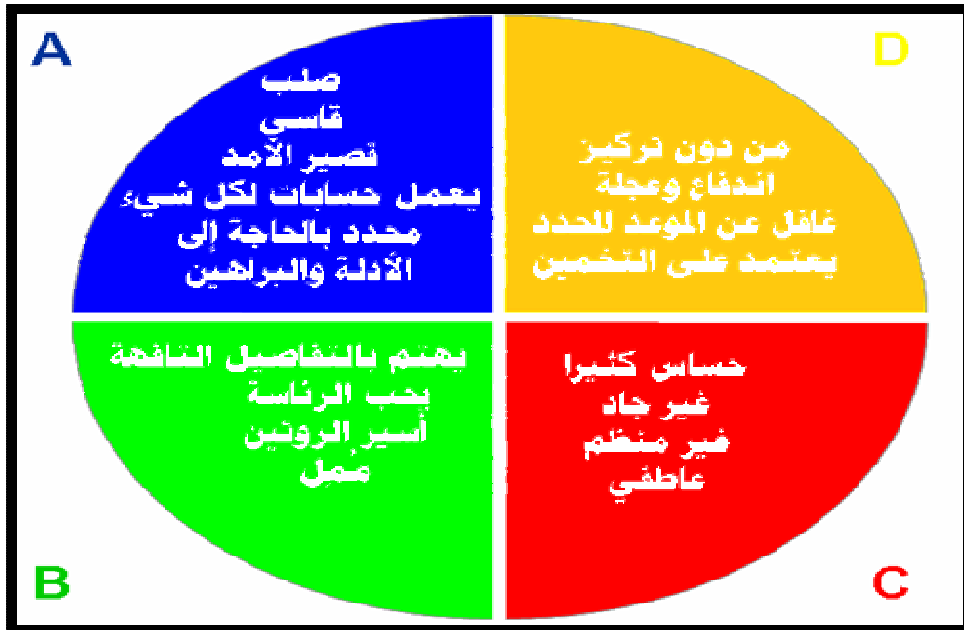 A
صلب
قاسي
قصير الأمد
يعمل حسابات لكل شيء
محدد بالحاجة إلى
الأدلة والبراهين
D
من دون تركيز
اندفاع وعجلة
غافل عن الموعد المحدد
يعتمد على التخمين
B
يهتم بالتفاصيل التافهة
يحب الرئاسة
أسير الروتين
مُمل
C
حساس كثيرا
غير جاد
غير منظم
عاطفي